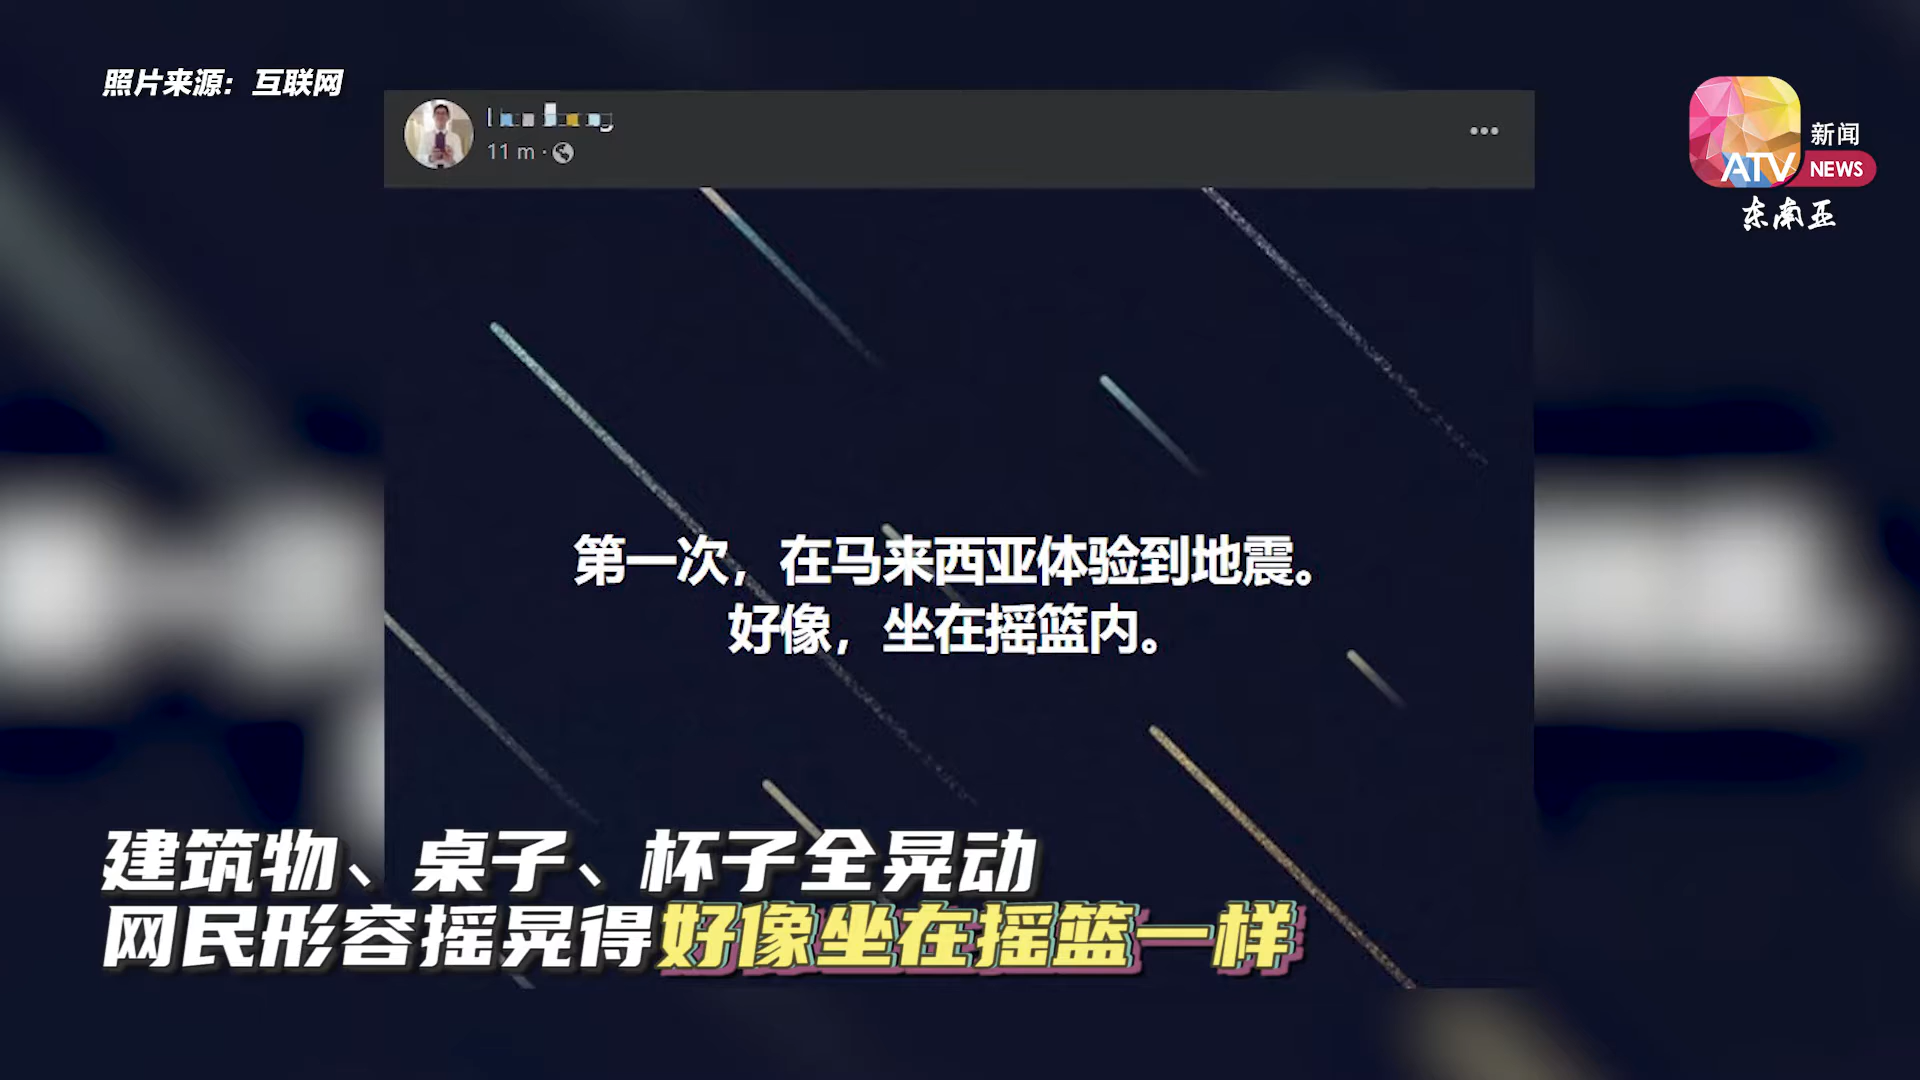 照片来源：互联网
11 m
ATV
新闻
NEWS
东南亚
第一次，在马来西亚体验到地震。
好像，坐在摇篮内。
建筑物、桌子、杯子全晃动
网民形容摇晃得好像坐在摇篮一样